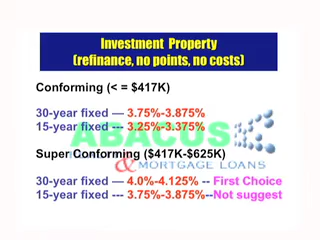 Investment Property
(refinance, no points, no costs)
Conforming (< = $417K)
30-year fixed — 3.75%-3.875%
15-year fixed --- 3.25%-3.375%
ABACUS
Super Conforming ($417K-$625K)
& MORTGAGE LOANS
30-year fixed — 4.0%-4.125% -- First Choice
15-year fixed --- 3.75%-3.875%--Not suggest